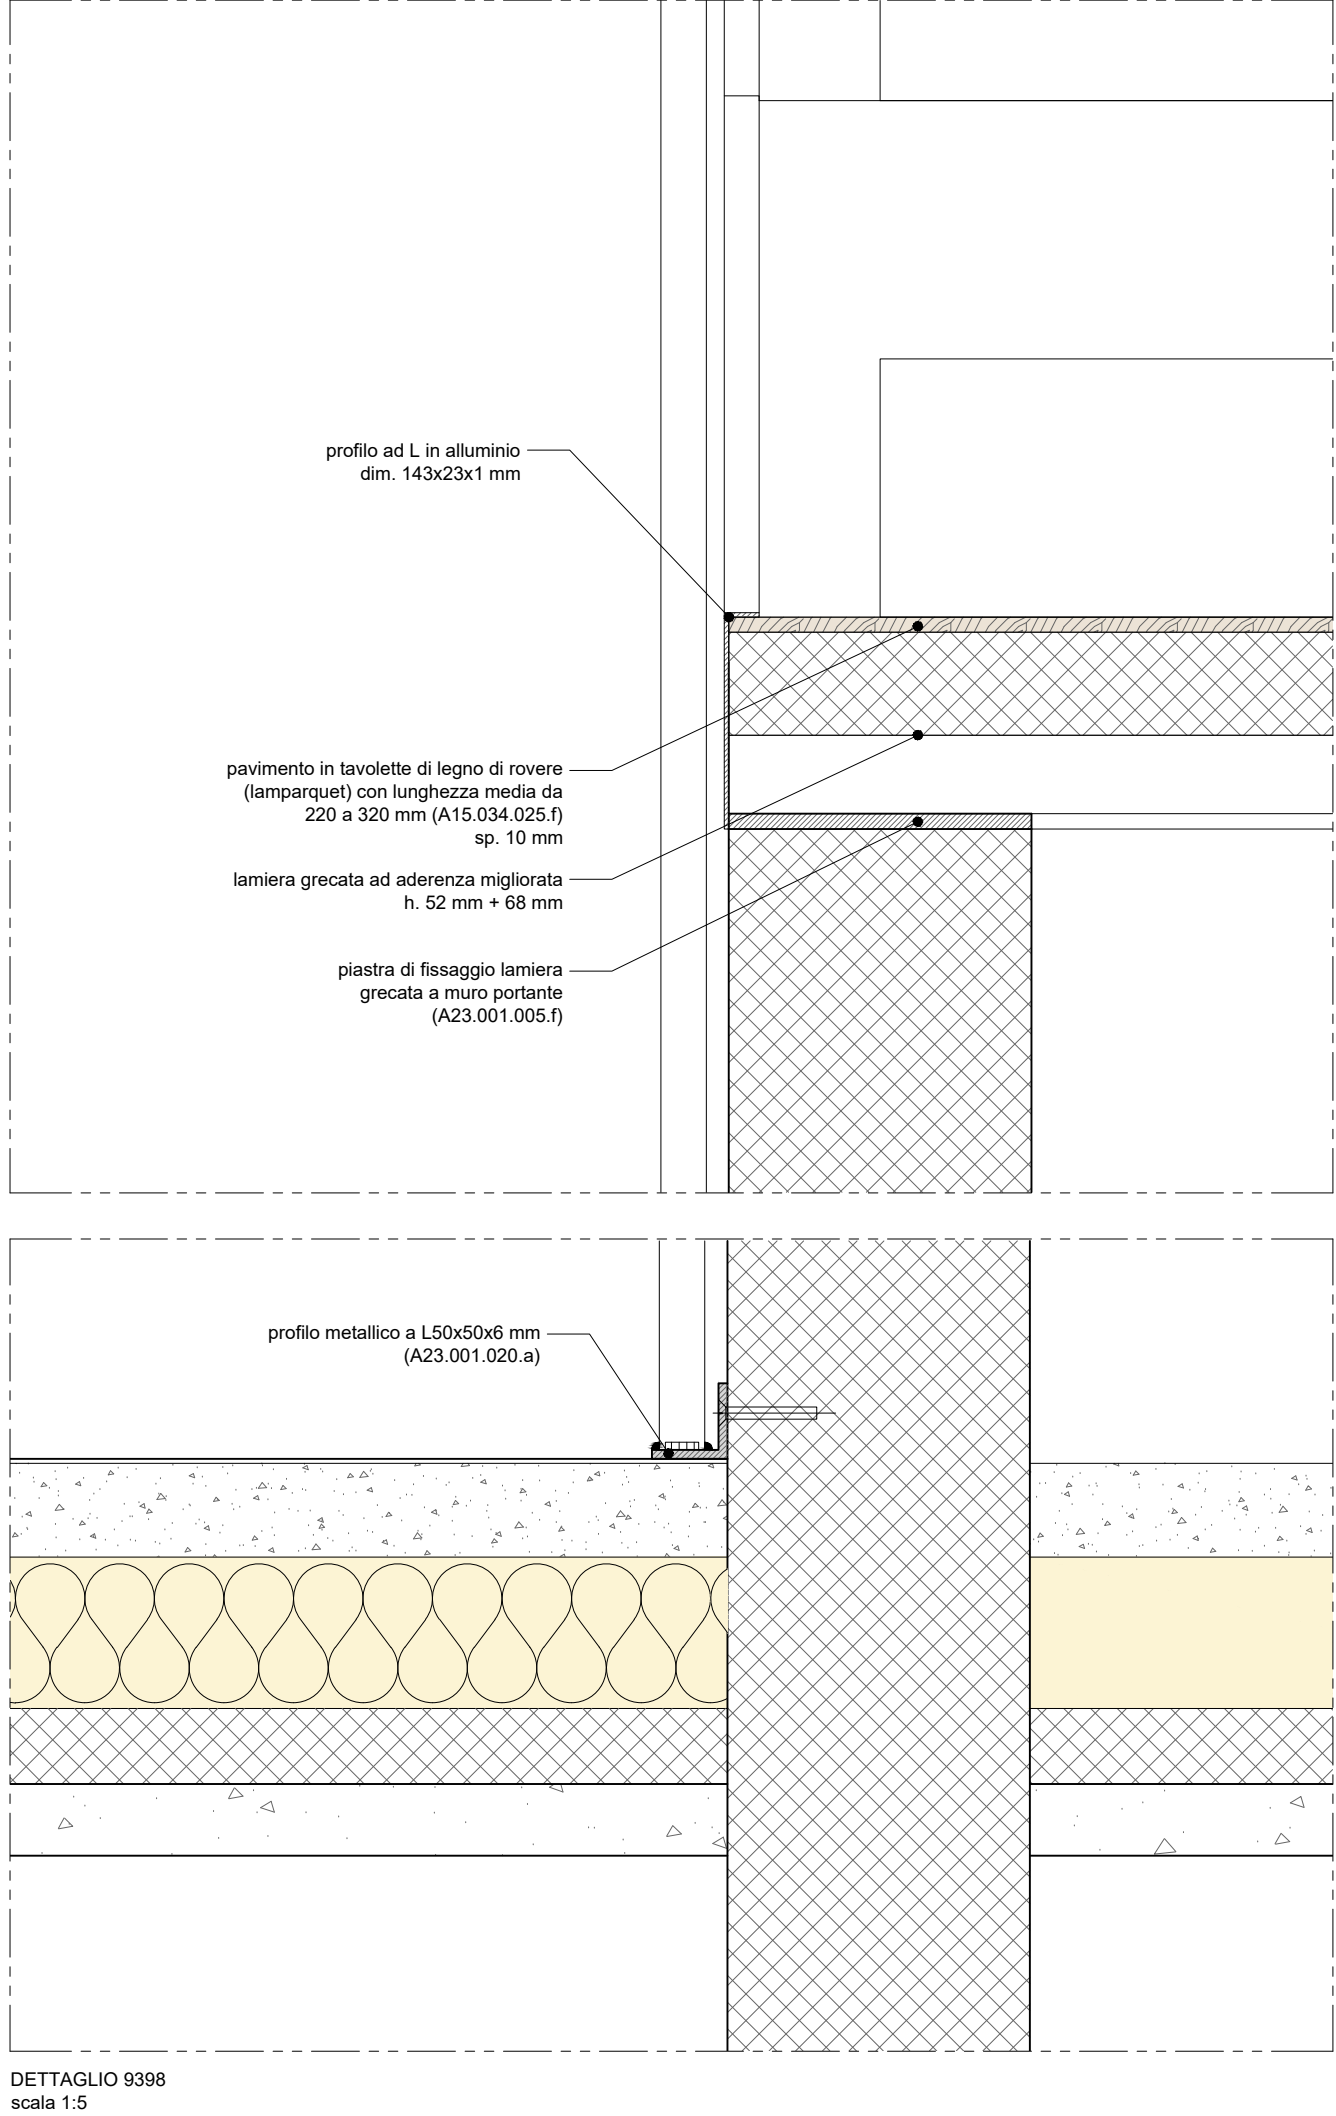 profilo ad L in alluminio
dim. 143x23x1 mm
pavimento in tavolette di legno di rovere
(lamparquet) con lunghezza media da
220 a 320 mm (A15.034.025.f)
sp. 10 mm
lamiera grecata ad aderenza migliorata
h. 52 mm + 68 mm
piastra di fissaggio lamiera
grecata a muro portante
(A23.001.005.f)
profilo metallico a L50x50x6 mm
(A23.001.020.a)
DETTAGLIO 9398
scala 1:5